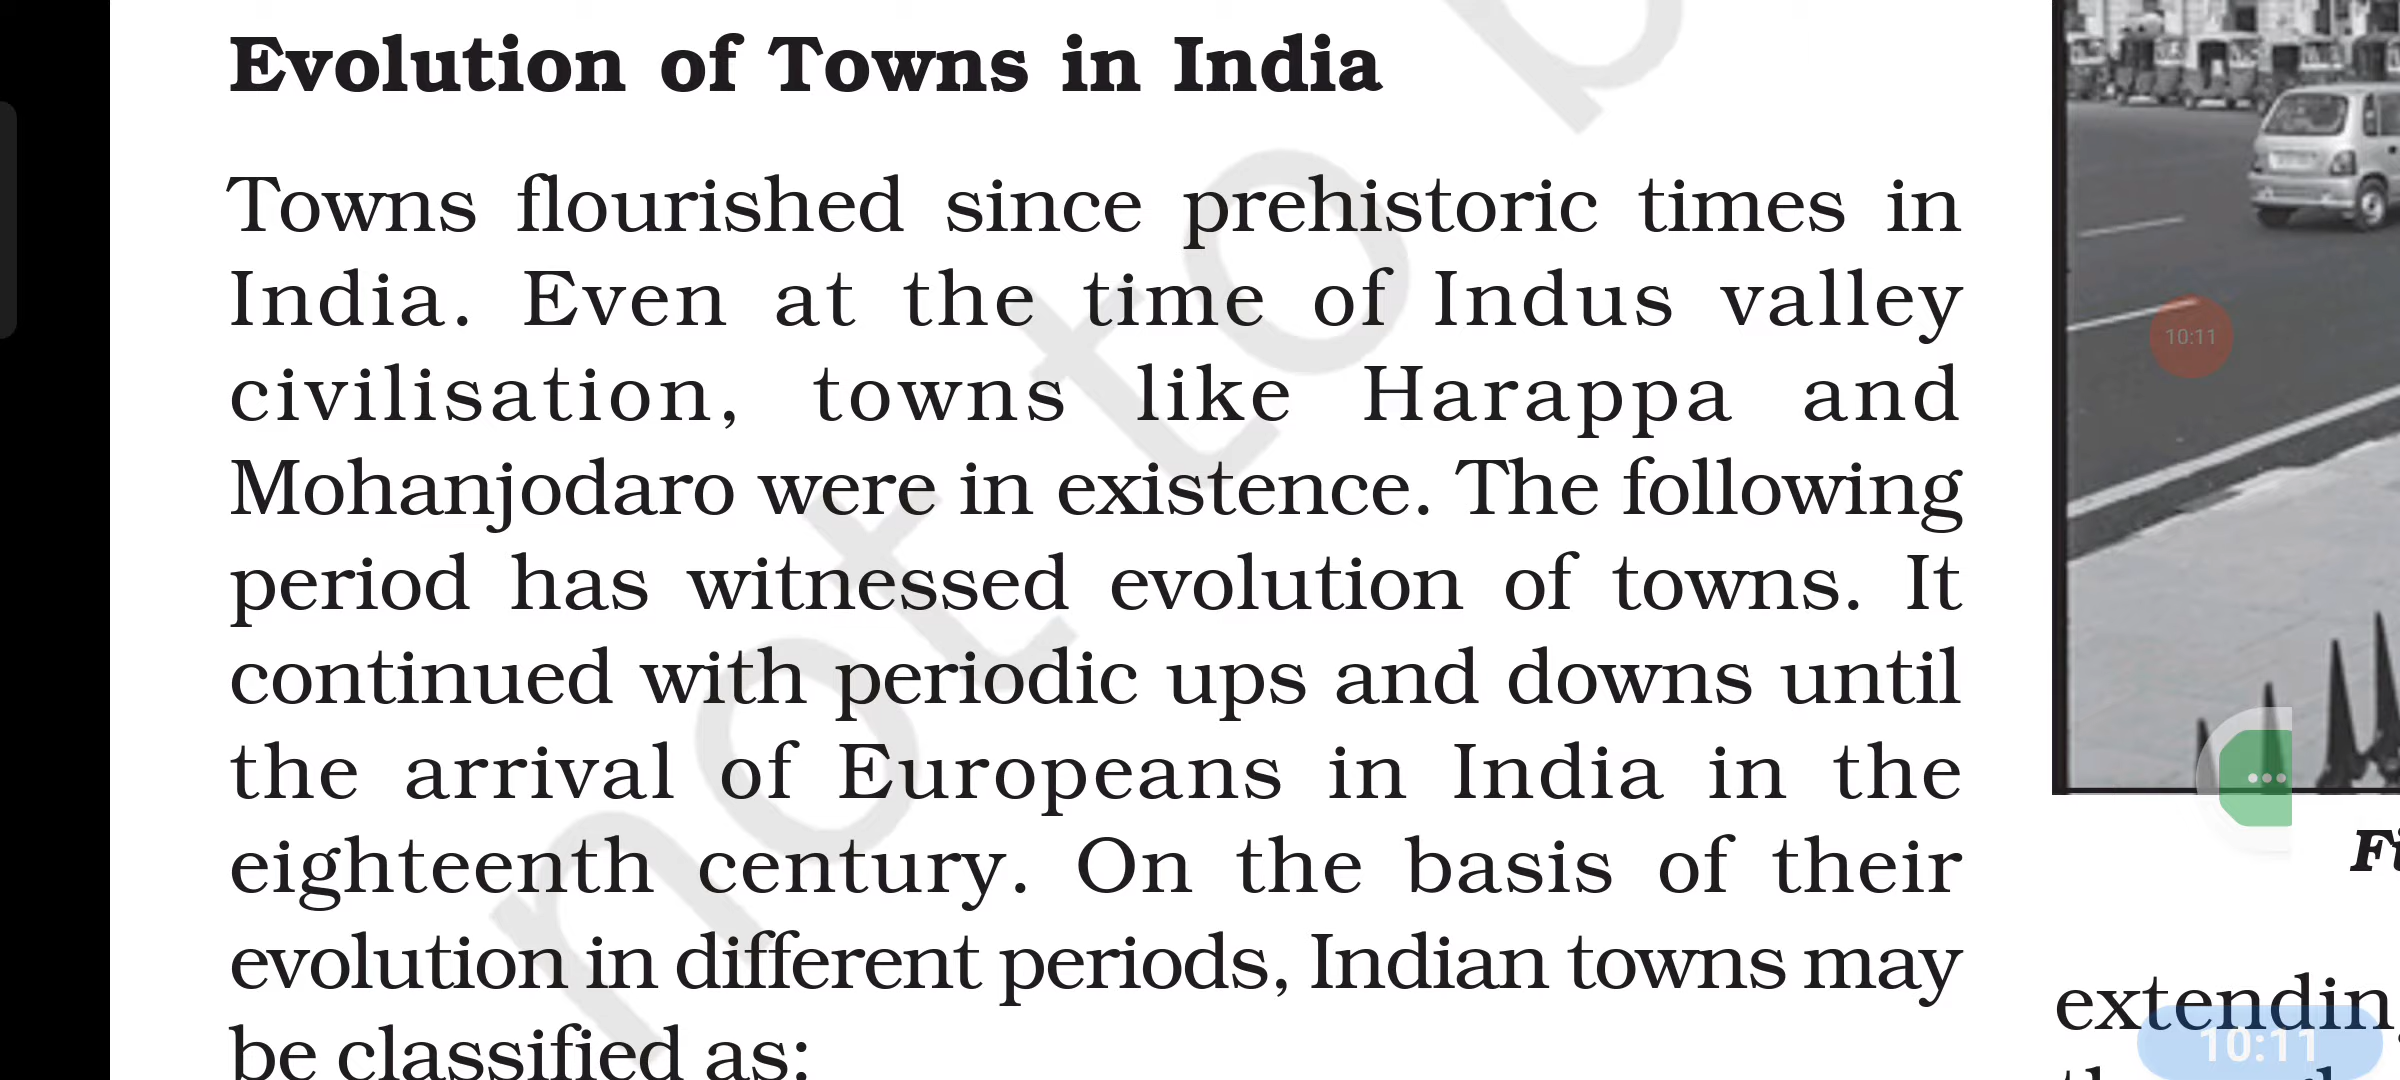 Evolution of Towns in India
Towns flourished since prehistoric times in
India. Even at the time of Indus valley
civilisation, towns like Harappa and
Mohanjodaro were in existence. The following
period has witnessed evolution of towns. It
continued with periodic ups and downs until
the arrival of Europeans in India in the
eighteenth century. On the basis of their
evolution in different periods, Indian towns may
be classified as:
not to
10:11
10:11